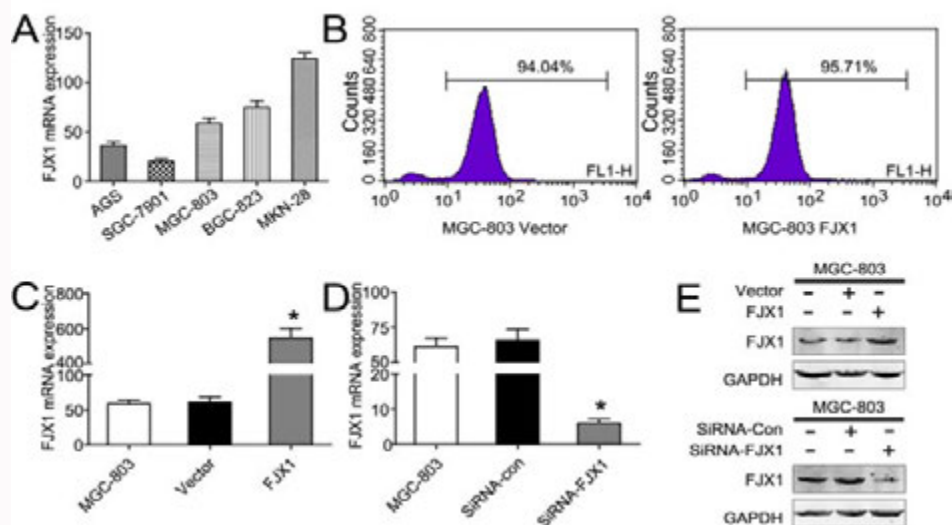 A
FJX1 mRNA expression
150
100
50
0
AGS
SGC-7901
MGC-803
BGC-823
MKN-28
B
Counts
800
640
480
320
160
0
94.04%
FL1-H
10⁰ 10¹ 10² 10³ 10⁴
MGC-803 Vector
Counts
800
640
480
320
160
0
95.71%
FL1-H
10⁰ 10¹ 10² 10³ 10⁴
MGC-803 FJX1
C
FJX1 mRNA expression
800
600
400
100
50
0
*
MGC-803
Vector
FJX1
D
FJX1 mRNA expression
100
75
50
20
10
0
*
MGC-803
SiRNA-con
SiRNA-FJX1
E
MGC-803
Vector - + -
FJX1 - - +
FJX1
GAPDH
MGC-803
SiRNA-Con - + -
SiRNA-FJX1 - - +
FJX1
GAPDH